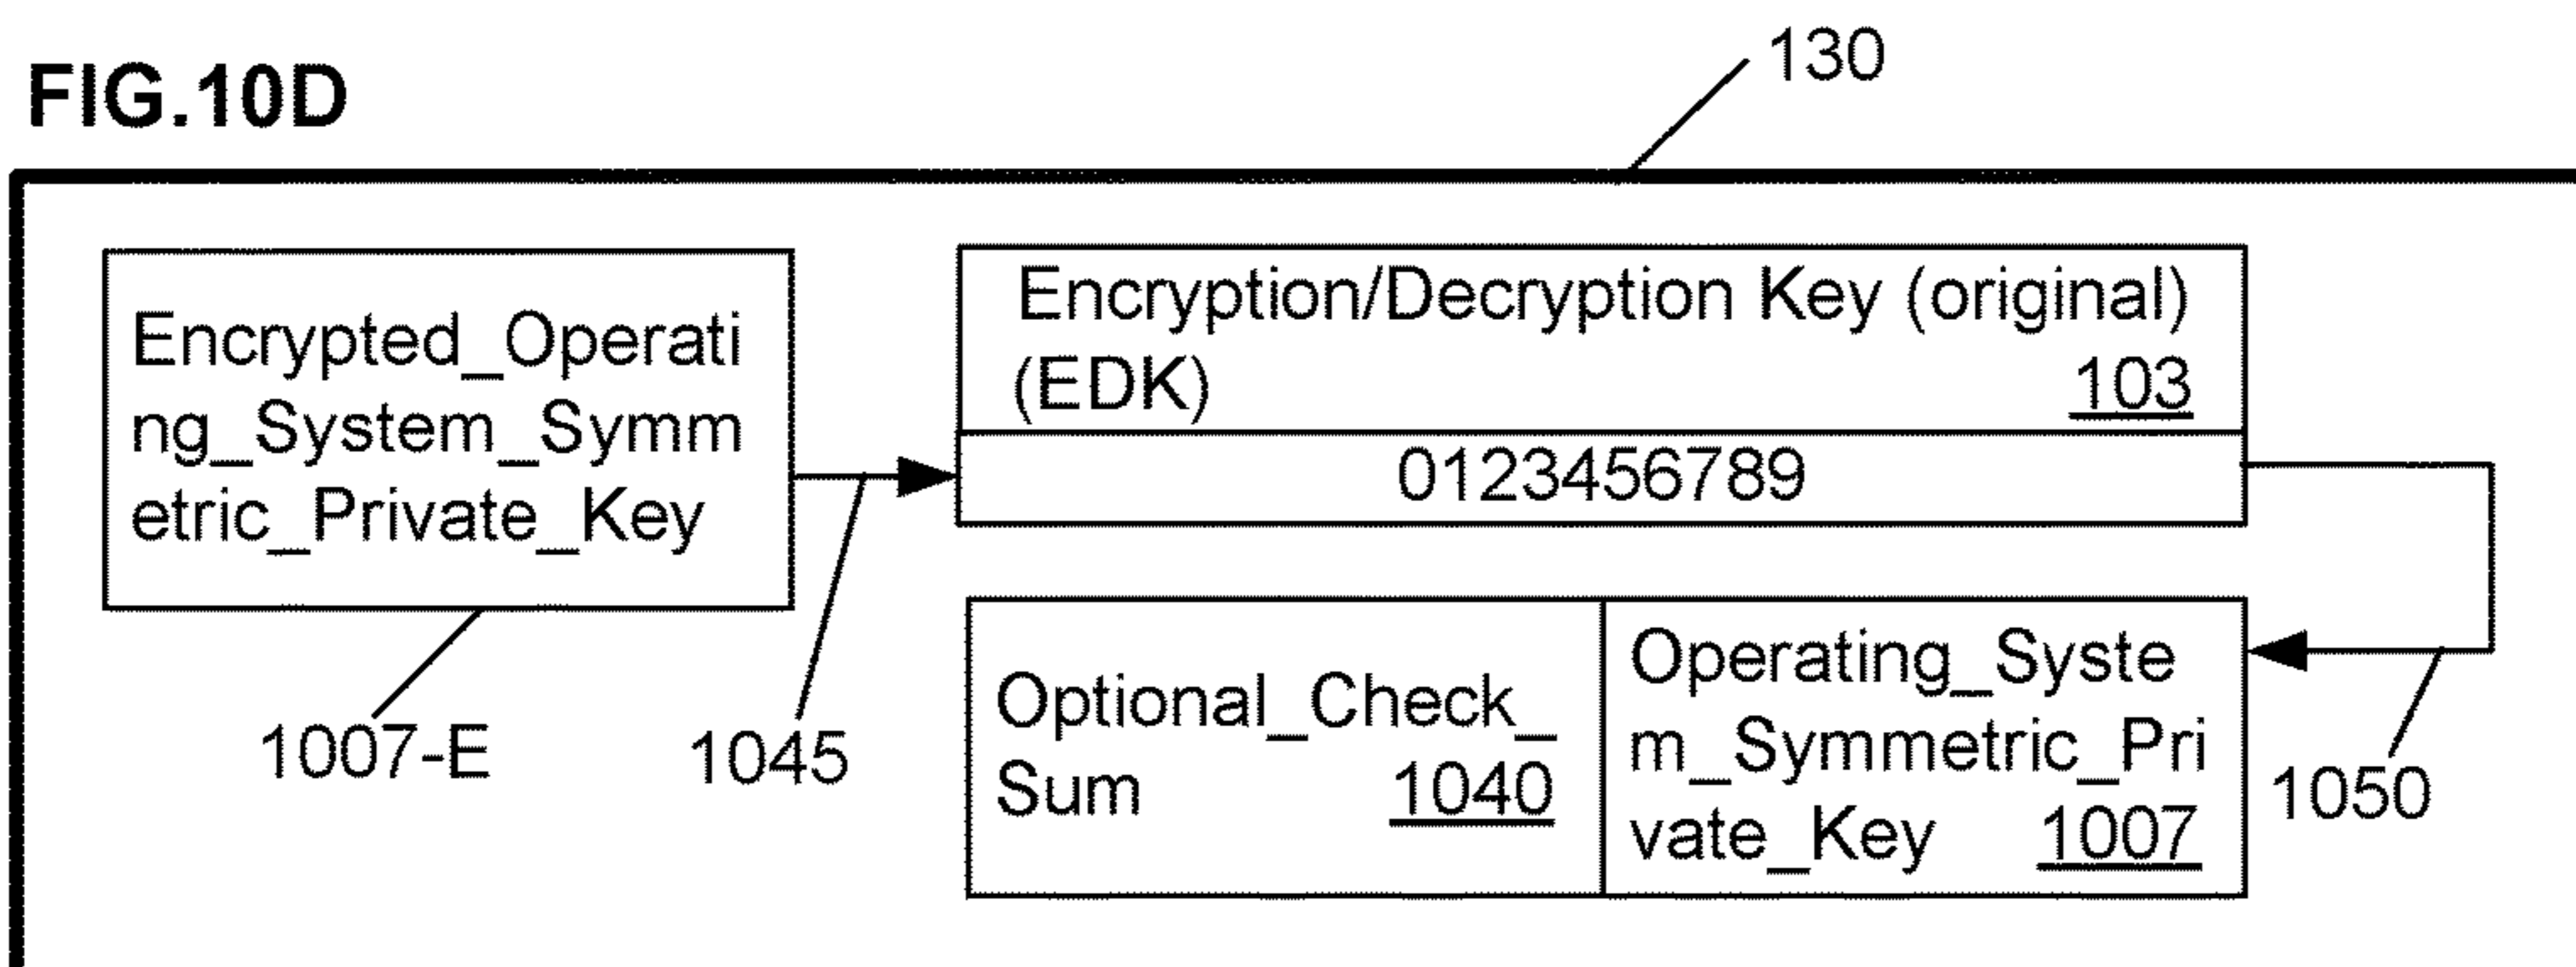 FIG.10D
130
Encrypted_Operati
ng_System_Symm
etric_Private_Key
1007-E
1045
Encryption/Decryption Key (original)
(EDK) 103
0123456789
Optional_Check_
Sum 1040
Operating_Syste
m_Symmetric_Pri
vate_Key 1007
1050